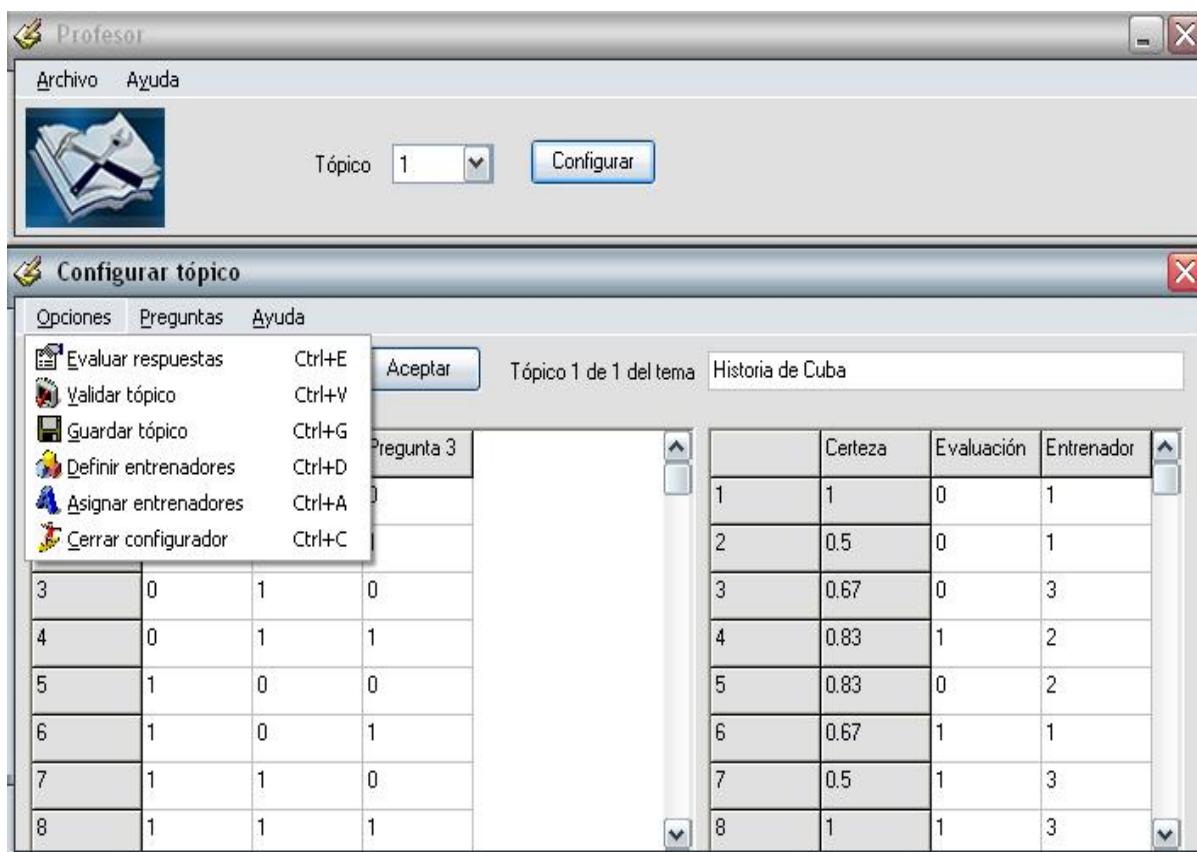 Profesor
Archivo Ayuda
Tópico 1 Configurar
Configurar tópico
Opciones Preguntas Ayuda
Evaluar respuestas Ctrl+E
Validar tópico Ctrl+V
Guardar tópico Ctrl+G
Definir entrenadores Ctrl+D
Asignar entrenadores Ctrl+A
Cerrar configurador Ctrl+C
Aceptar Tópico 1 de 1 del tema Historia de Cuba
Pregunta 3
0
3 0 1 0
4 0 1 1
5 1 0 0
6 1 0 1
7 1 1 0
8 1 1 1
Certeza Evaluación Entrenador
1 1 0 1
2 0.5 0 1
3 0.67 0 3
4 0.83 1 2
5 0.83 0 2
6 0.67 1 1
7 0.5 1 3
8 1 1 3